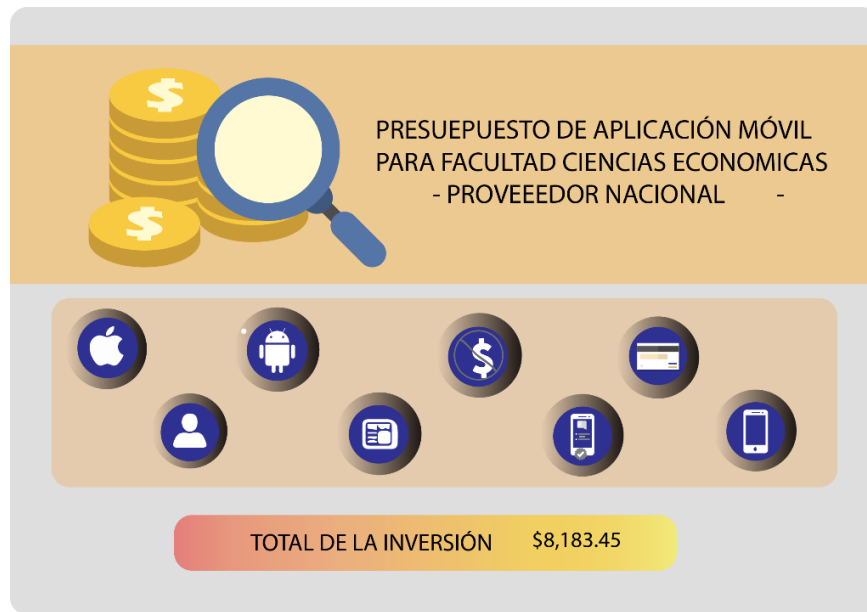 $
$
PRESUEPUESTO DE APLICACIÓN MÓVIL
PARA FACULTAD CIENCIAS ECONOMICAS
- PROVEEEDOR NACIONAL -
$
TOTAL DE LA INVERSIÓN $8,183.45